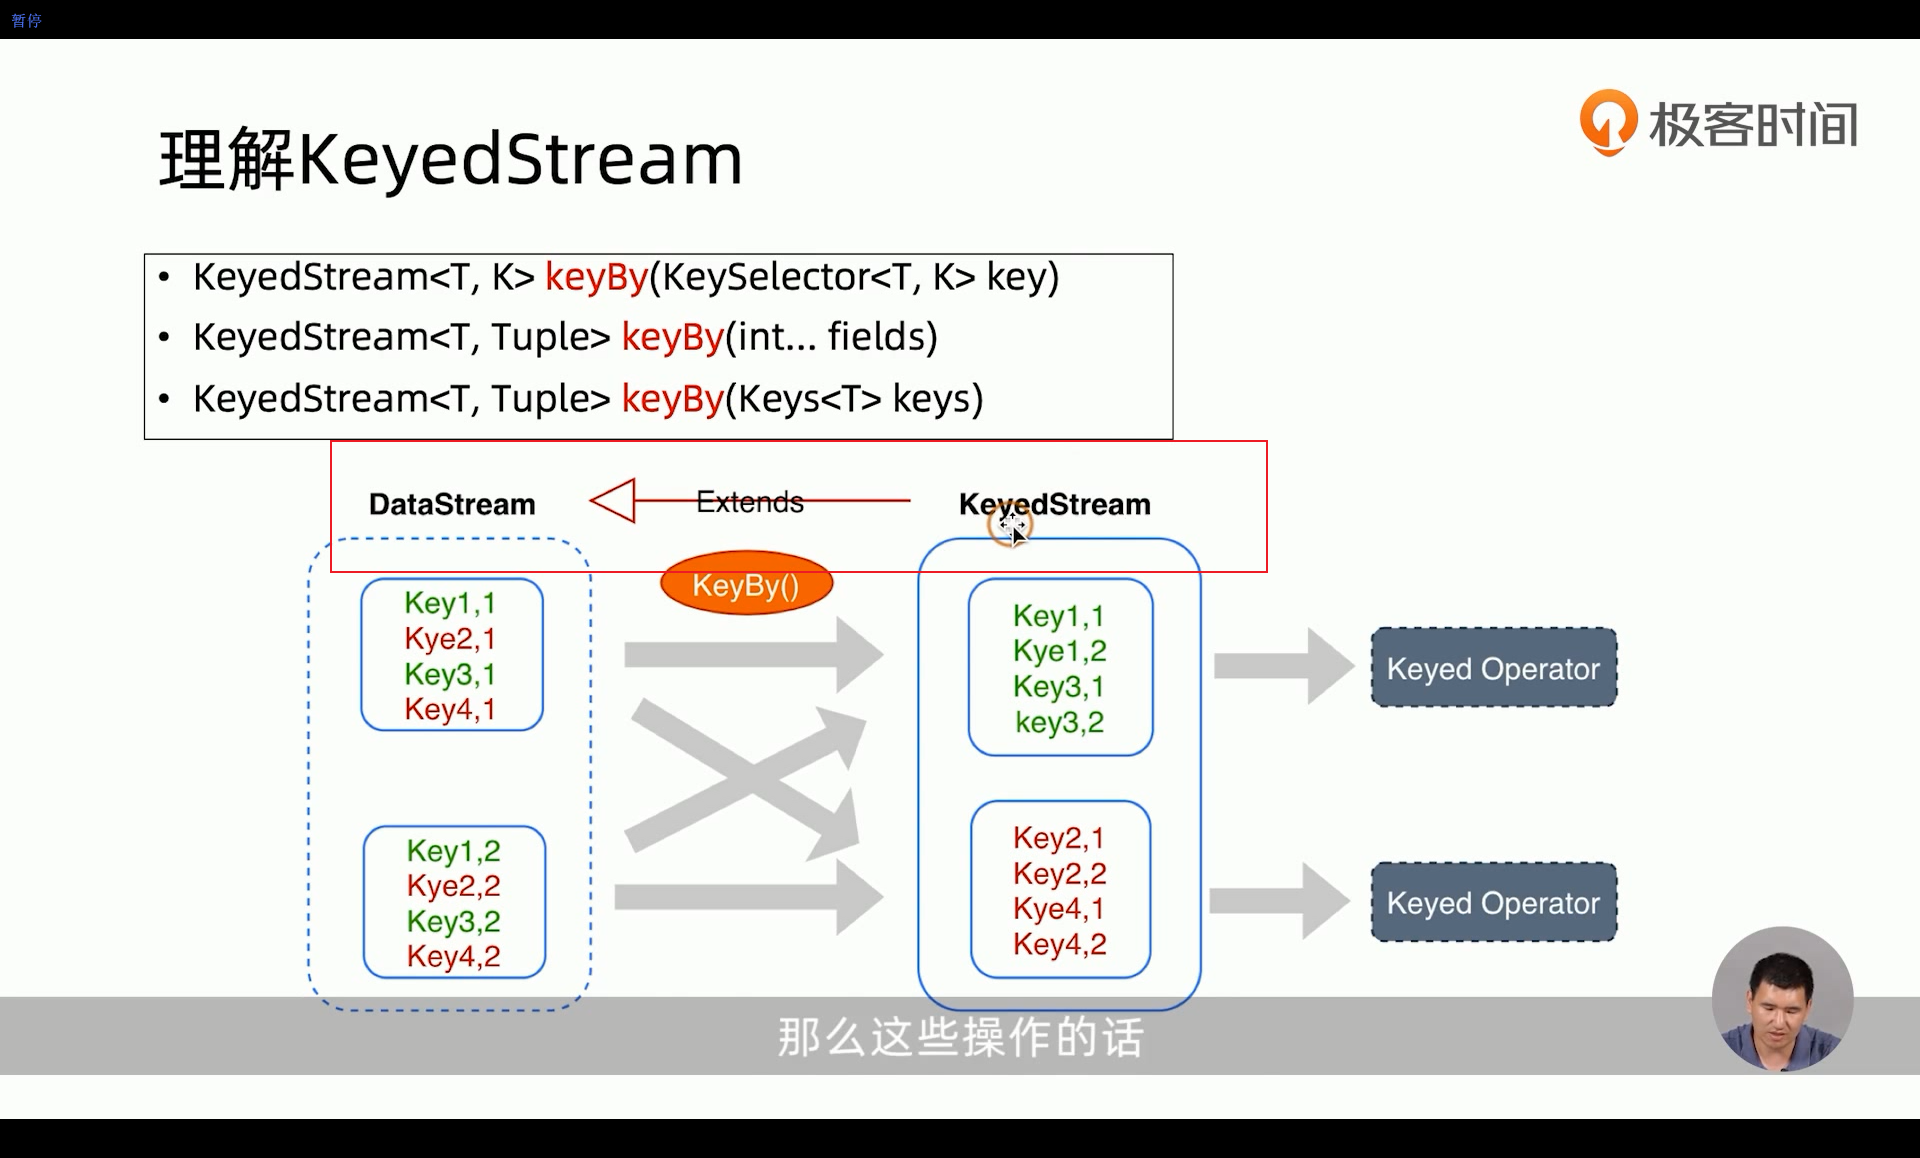 暂停
极客时间
理解KeyedStream
• KeyedStream<T, K> keyBy(KeySelector<T, K> key)
• KeyedStream<T, Tuple> keyBy(int... fields)
• KeyedStream<T, Tuple> keyBy(Keys<T> keys)
DataStream
Extends
KeyedStream
KeyBy()
Key1,1
Kye2,1
Key3,1
Key4,1
Key1,2
Kye2,2
Key3,2
Key4,2
Key1,1
Kye1,2
Key3,1
key3,2
Key2,1
Key2,2
Kye4,1
Key4,2
Keyed Operator
Keyed Operator
那么这些操作的话